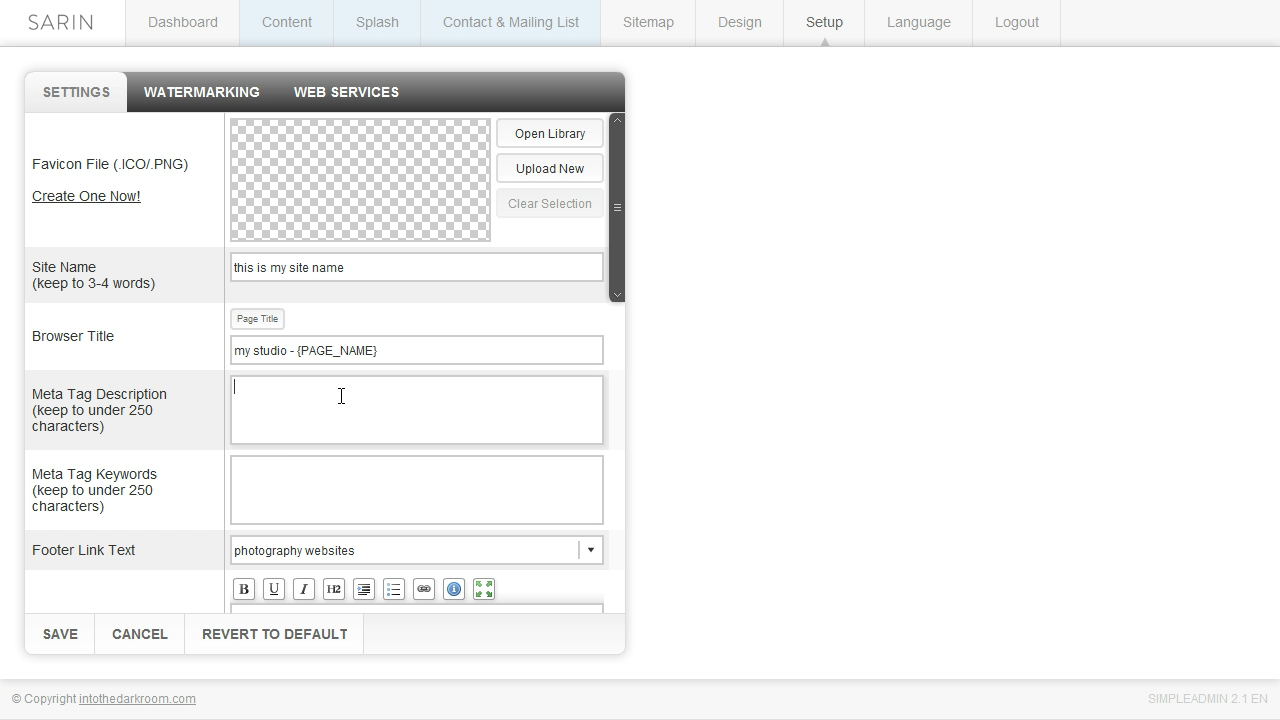 SARIN
Dashboard
Content
Splash
Contact & Mailing List
Sitemap
Design
Setup
Language
Logout
SETTINGS
WATERMARKING
WEB SERVICES
Favicon File (.ICO/.PNG)
Create One Now!
Open Library
Upload New
Clear Selection
Site Name
(keep to 3-4 words)
this is my site name
Browser Title
Page Title
my studio - {PAGE_NAME}
Meta Tag Description
(keep to under 250
characters)
Meta Tag Keywords
(keep to under 250
characters)
Footer Link Text
photography websites
B U I H2
SAVE
CANCEL
REVERT TO DEFAULT
© Copyright intothedarkroom.com
SIMPLEADMIN 2.1 EN